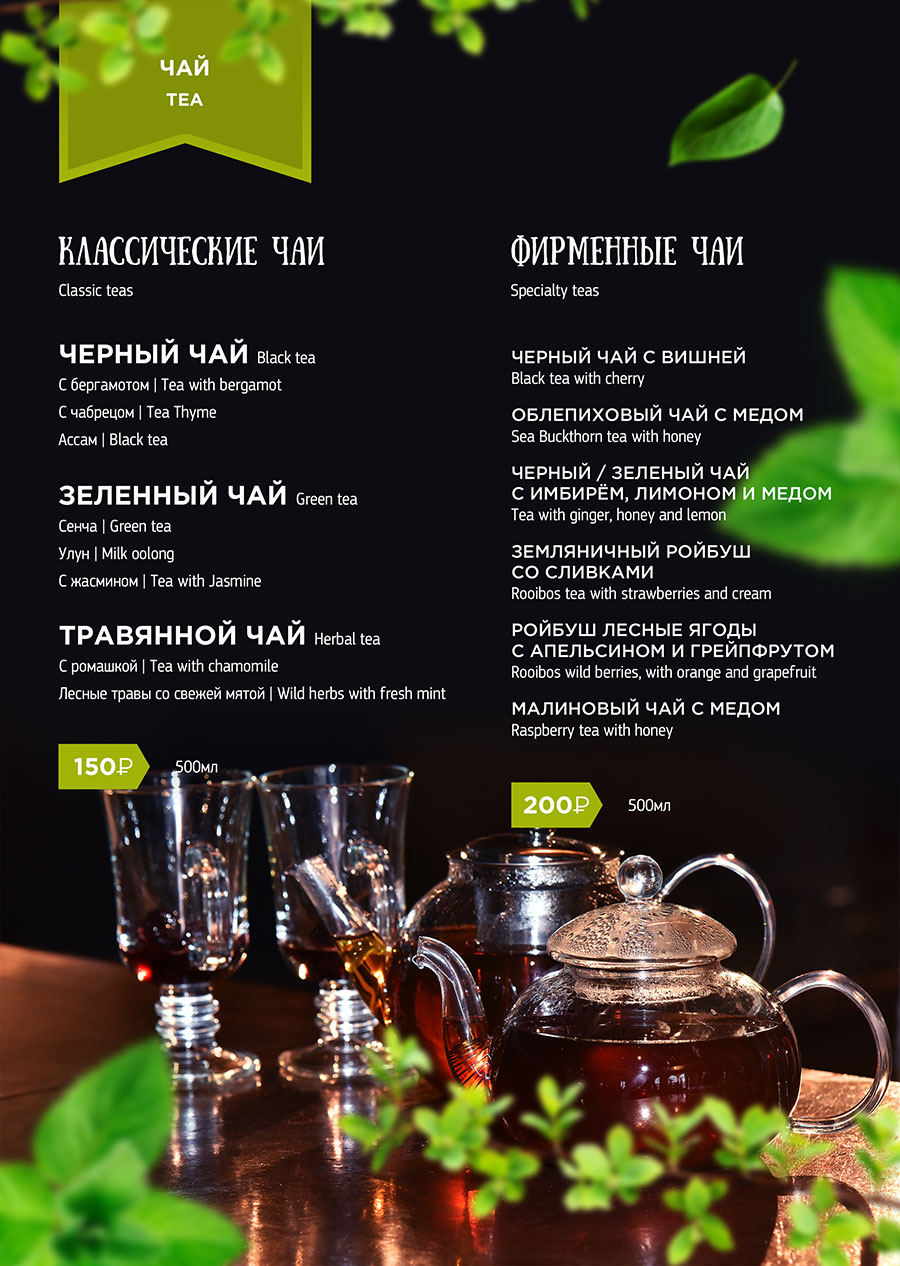 ЧАЙ
TEA
КЛАССИЧЕСКИЕ ЧАИ
Classic teas
ЧЕРНЫЙ ЧАЙ Black tea
С бергамотом | Tea with bergamot
С чабрецом | Tea Thyme
Ассам | Black tea
ЗЕЛЕННЫЙ ЧАЙ Green tea
Сенча | Green tea
Улун | Milk oolong
С жасмином | Tea with Jasmine
ТРАВЯННОЙ ЧАЙ Herbal tea
С ромашкой | Tea with chamomile
Лесные травы со свежей мятой | Wild herbs with fresh mint
150₽ 500мл
ФИРМЕННЫЕ ЧАИ
Specialty teas
ЧЕРНЫЙ ЧАЙ С ВИШНЕЙ
Black tea with cherry
ОБЛЕПИХОВЫЙ ЧАЙ С МЕДОМ
Sea Buckthorn tea with honey
ЧЕРНЫЙ / ЗЕЛЕНЫЙ ЧАЙ
С ИМБИРЁМ, ЛИМОНОМ И МЕДОМ
Tea with ginger, honey and lemon
ЗЕМЛЯНИЧНЫЙ РОЙБУШ
СО СЛИВКАМИ
Rooibos tea with strawberries and cream
РОЙБУШ ЛЕСНЫЕ ЯГОДЫ
С АПЕЛЬСИНОМ И ГРЕЙПФРУТОМ
Rooibos wild berries, with orange and grapefruit
МАЛИНОВЫЙ ЧАЙ С МЕДОМ
Raspberry tea with honey
200₽ 500мл